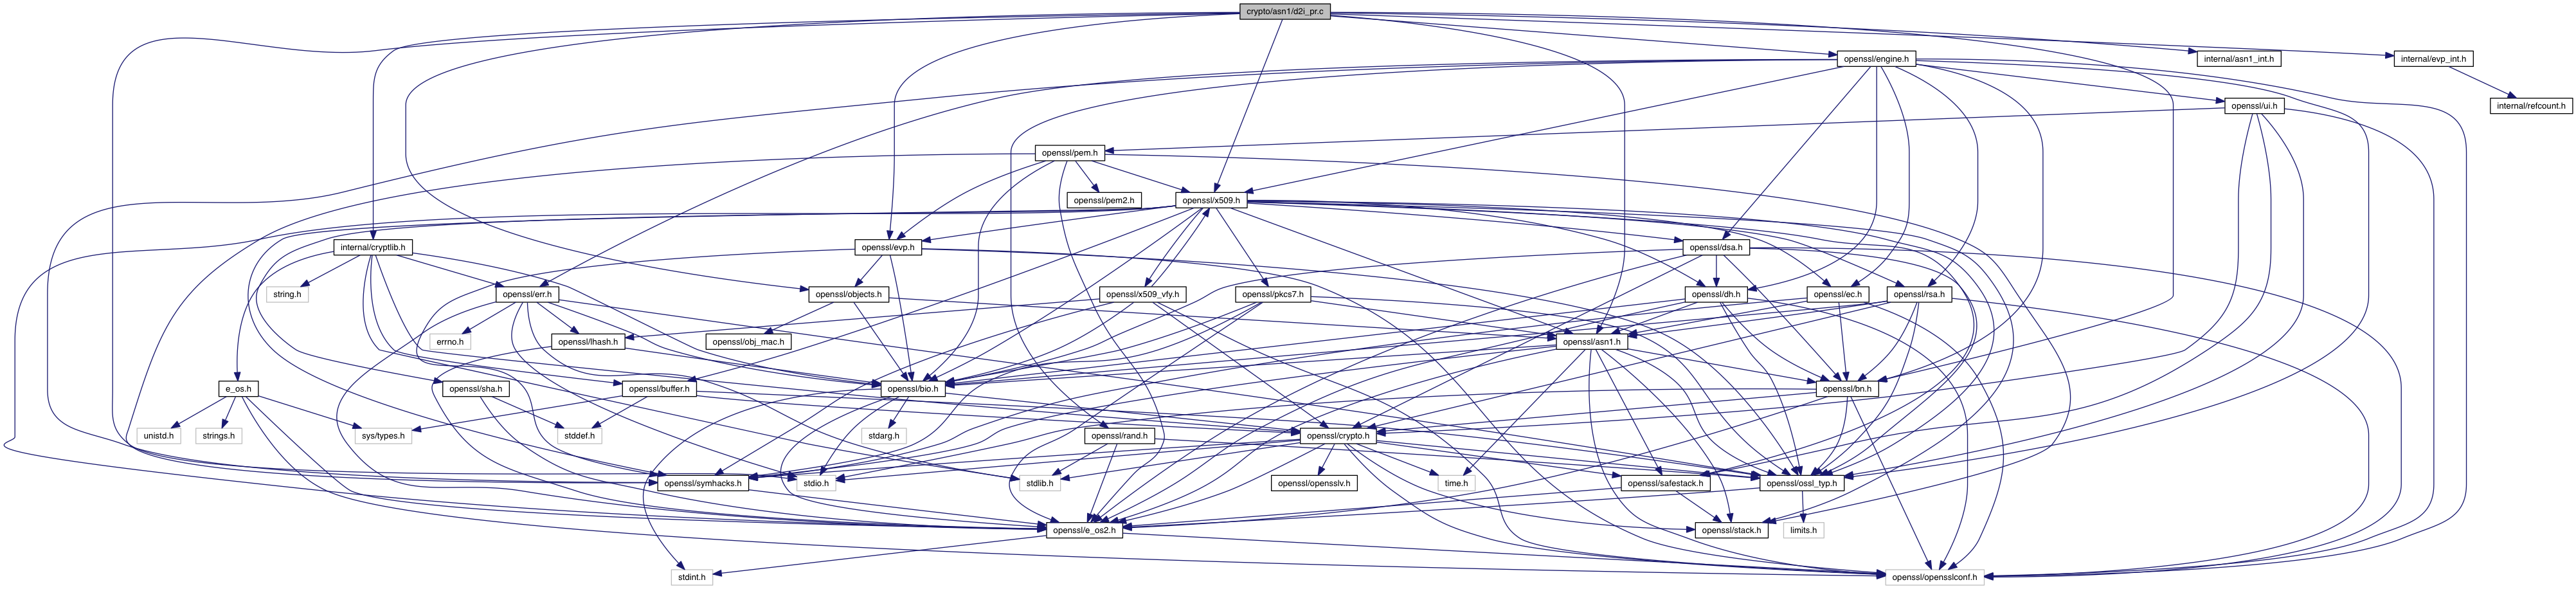 crypto/asn1/d2i_pr.c
openssl/engine.h
internal/asn1_int.h
internal/evp_int.h
openssl/ui.h
internal/refcount.h
openssl/pem.h
openssl/pem2.h
openssl/x509.h
internal/cryptlib.h
openssl/evp.h
openssl/dsa.h
string.h
openssl/err.h
openssl/objects.h
openssl/x509_vfy.h
openssl/pkcs7.h
openssl/dh.h
openssl/ec.h
openssl/rsa.h
errno.h
openssl/lhash.h
openssl/obj_mac.h
openssl/asn1.h
e_os.h
openssl/sha.h
openssl/buffer.h
openssl/bio.h
openssl/bn.h
unistd.h
strings.h
sys/types.h
stddef.h
stdarg.h
openssl/rand.h
openssl/crypto.h
openssl/symhacks.h
stdio.h
stdlib.h
openssl/opensslv.h
time.h
openssl/safestack.h
openssl/ossl_typ.h
openssl/e_os2.h
openssl/stack.h
limits.h
stdint.h
openssl/opensslconf.h